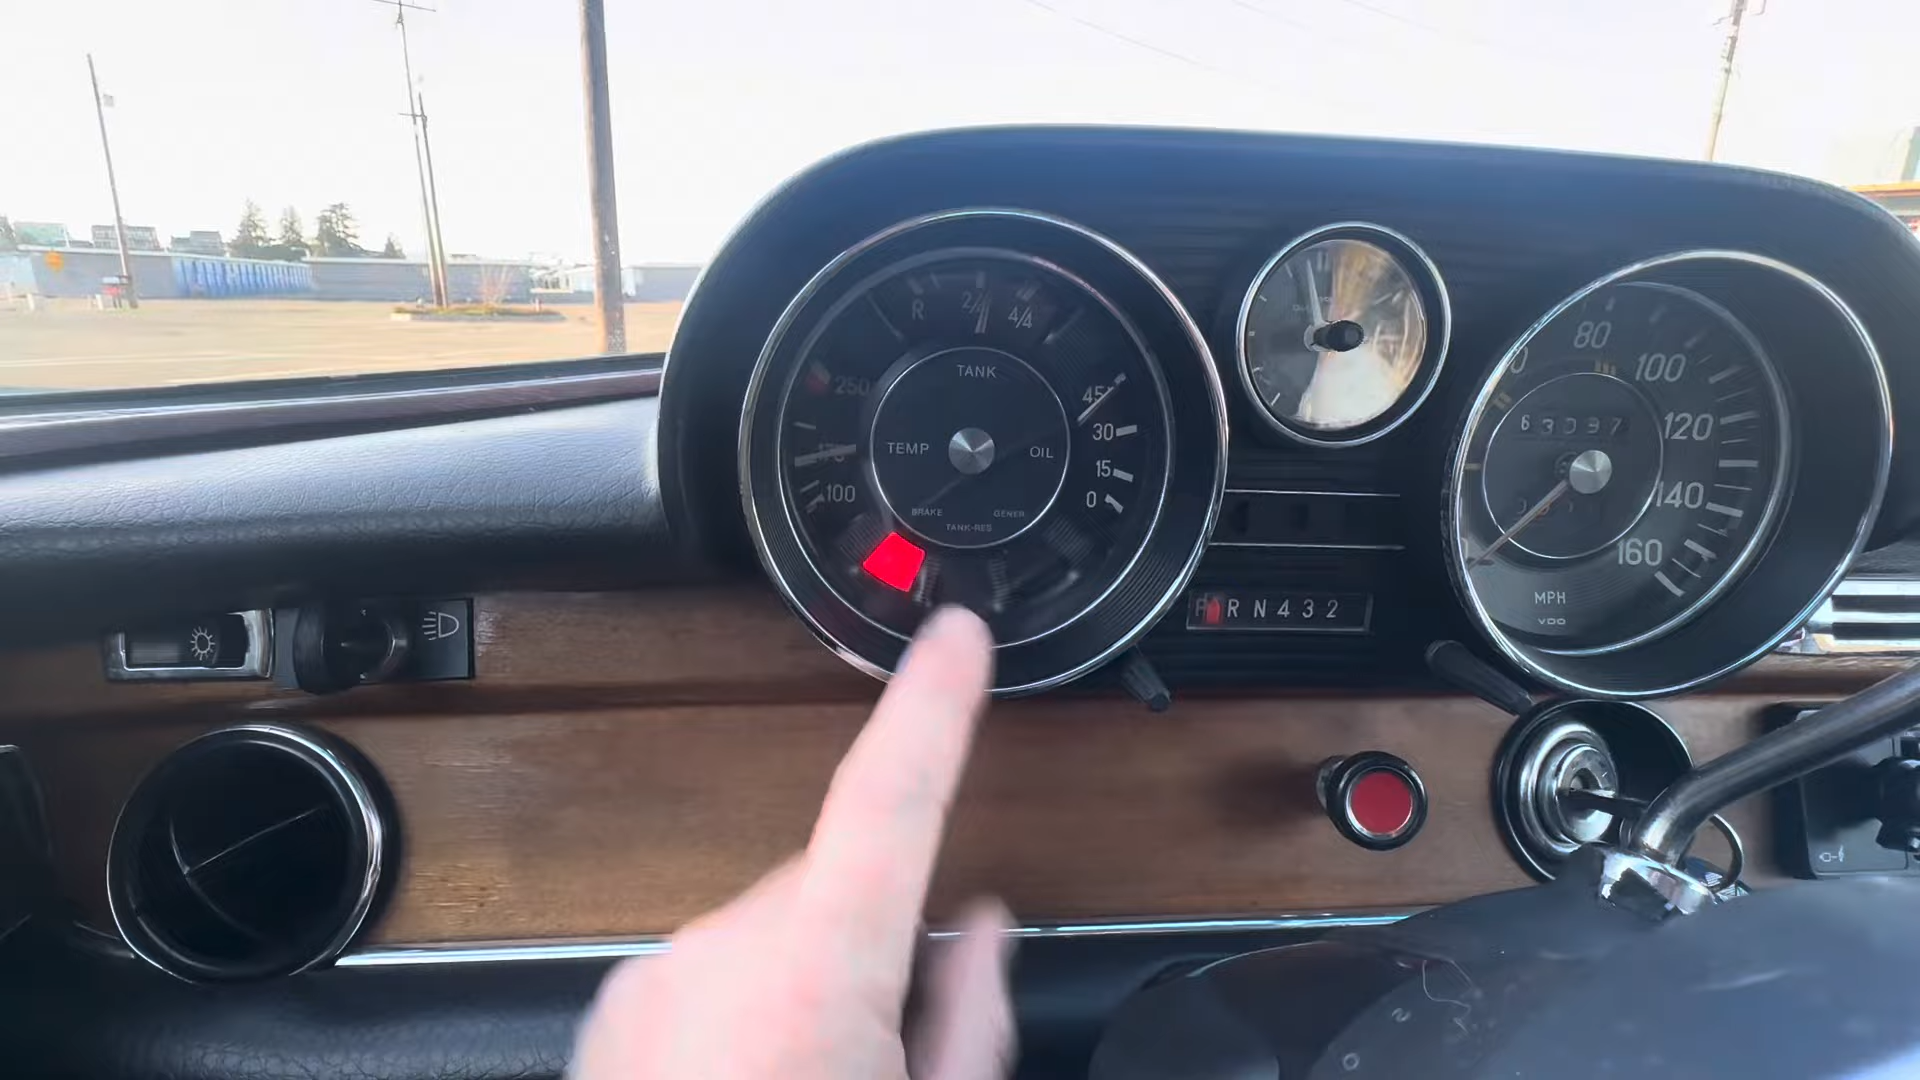 R 2/4 4/4
TANK
250
175
100
TEMP
OIL
45
30
15
0
BRAKE
TANK-RES
GENER
P R N 4 3 2
80
100
120
140
160
63097
MPH
VDO